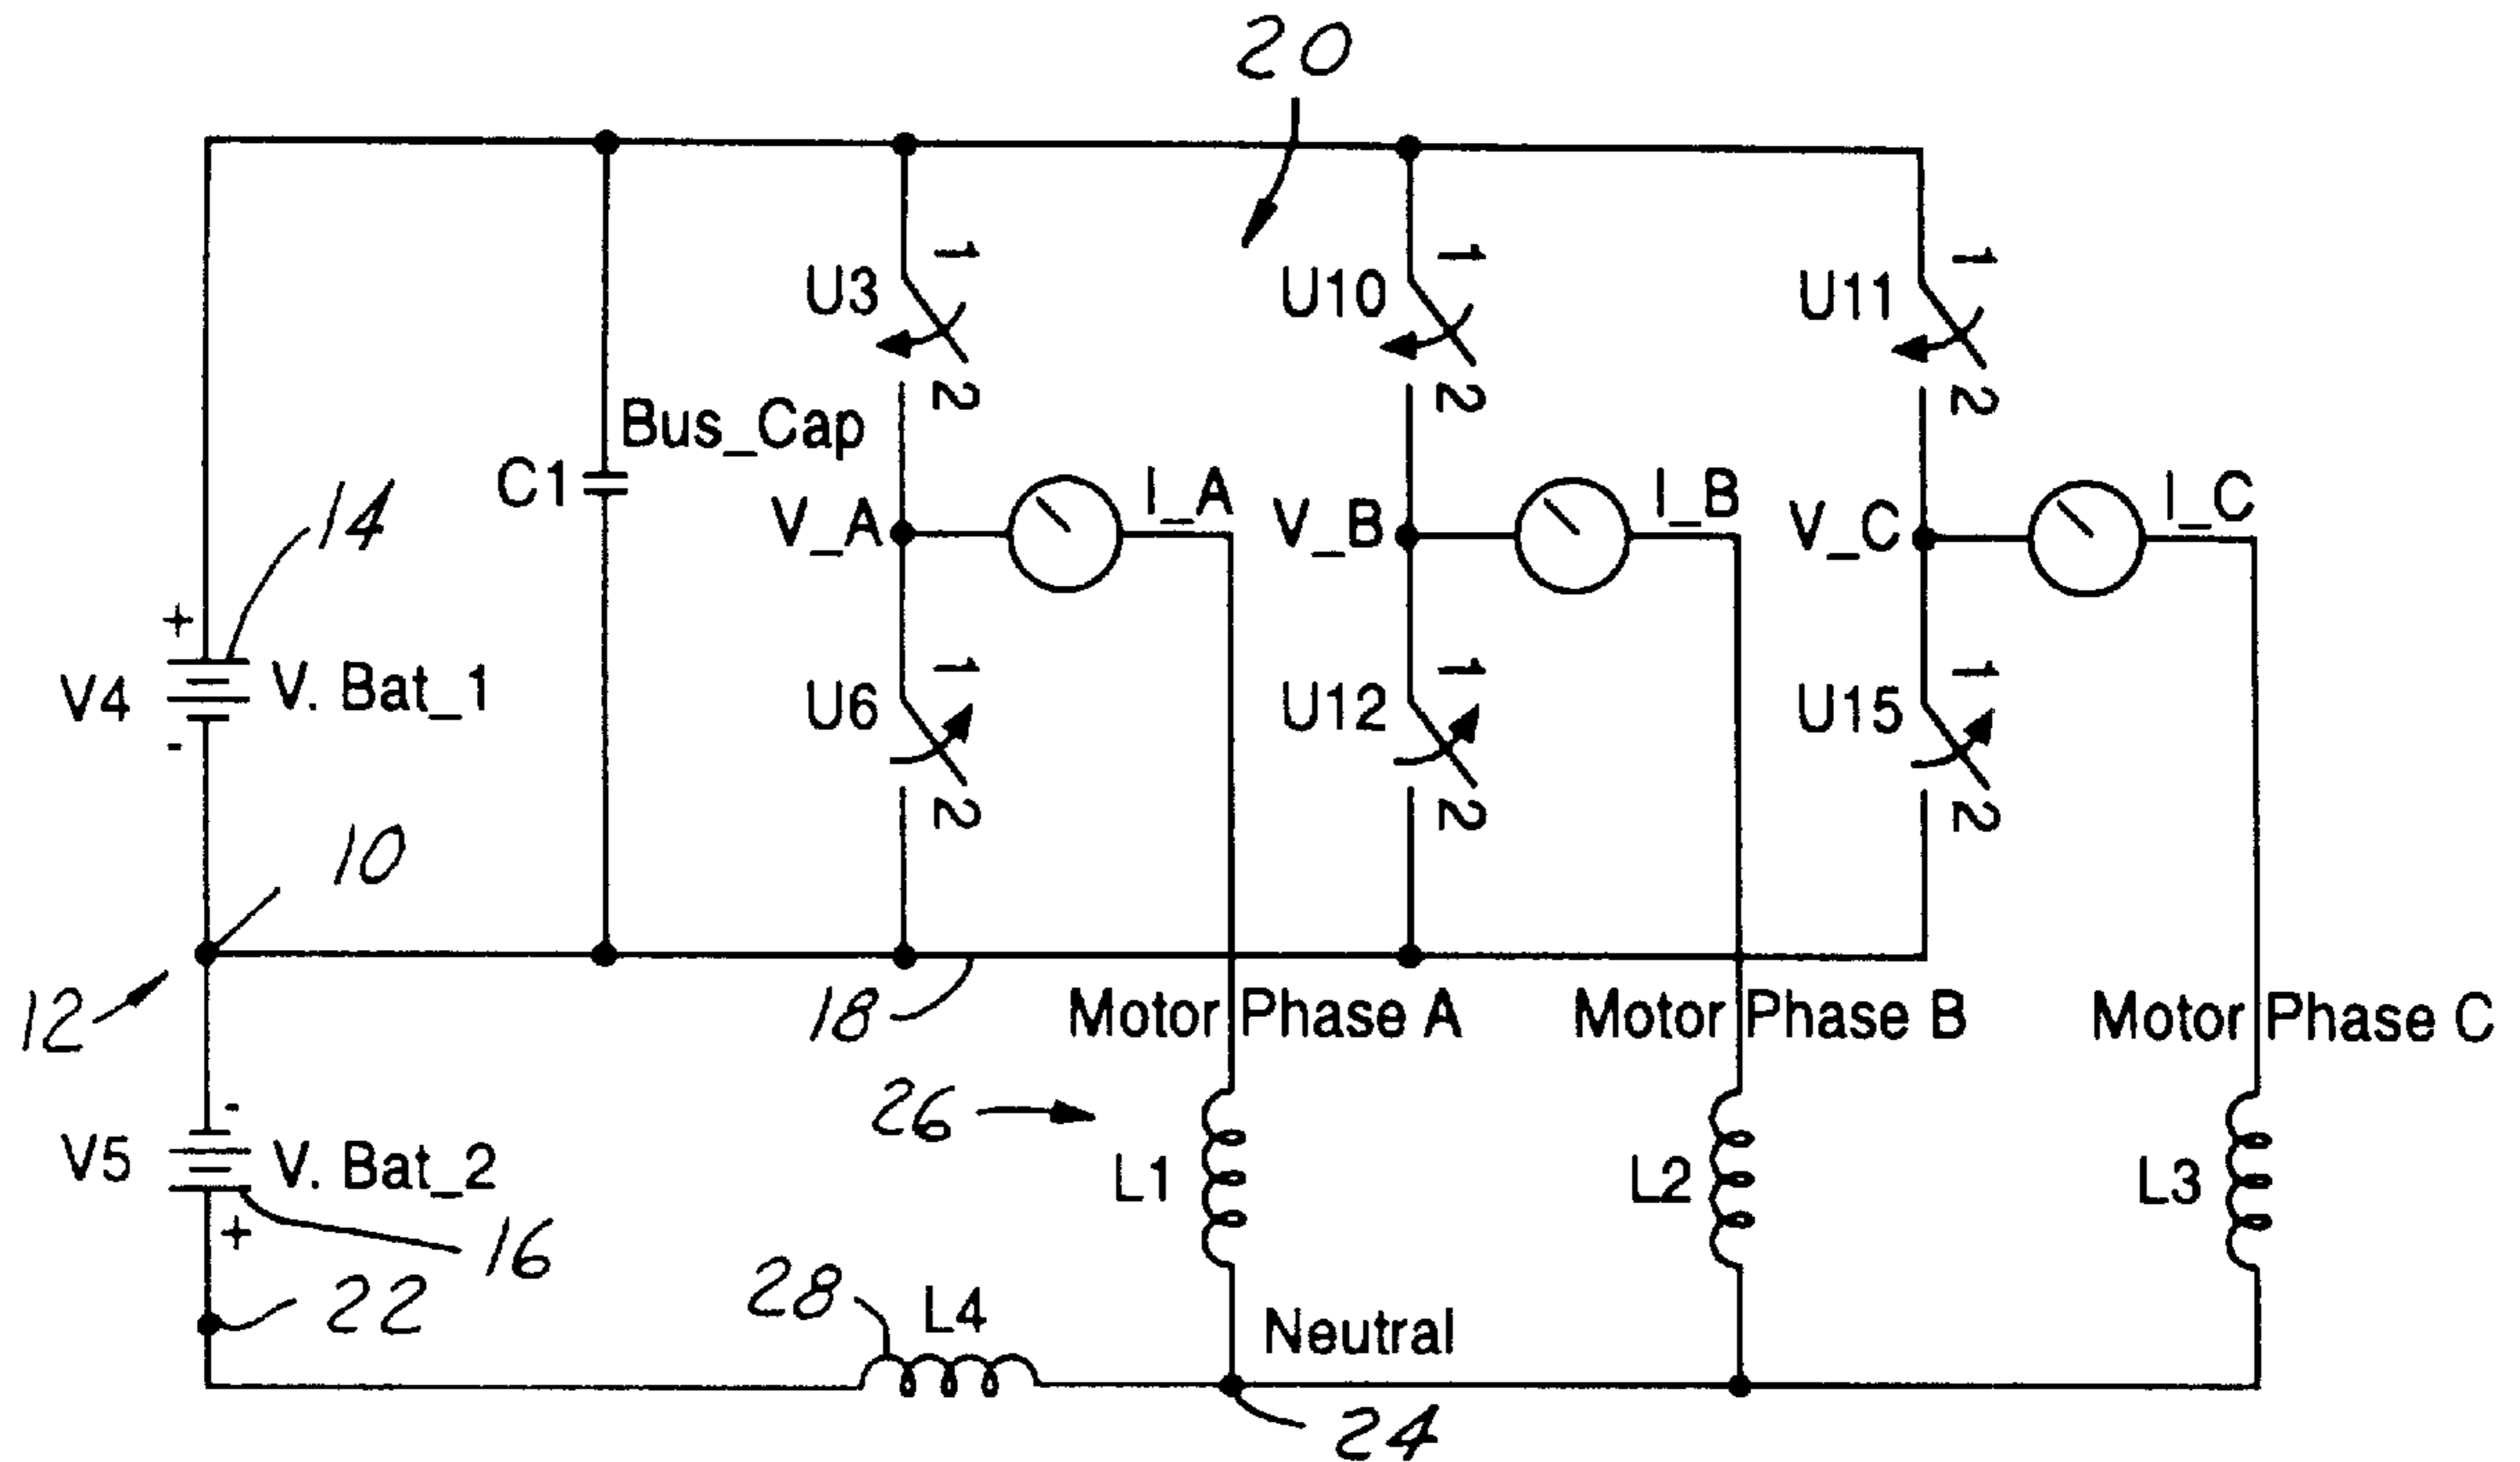 20
1
1
1
U3
U10
U11
2
2
2
Bus_Cap
C1
14
I_A
I_B
I_C
V_A
V_B
V_C
+
V4
V. Bat_1
-
1
1
1
U6
U12
U15
2
2
2
10
12
18
Motor Phase A
Motor Phase B
Motor Phase C
26
-
V5
V. Bat_2
+
16
L1
L2
L3
22
28
L4
Neutral
24